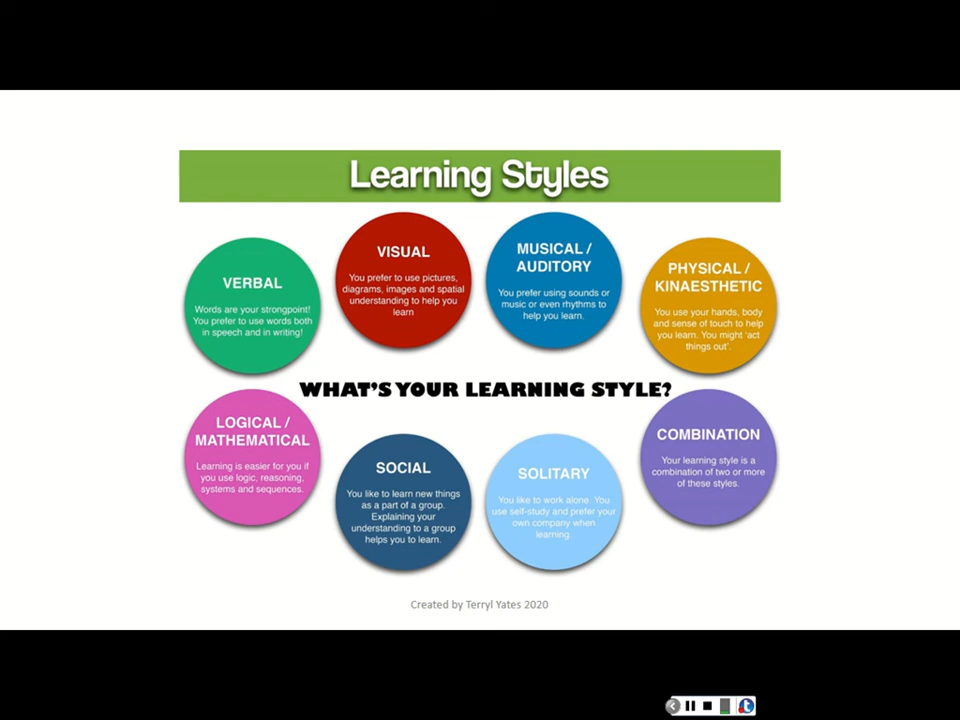 Learning Styles
VERBAL
Words are your strongpoint!
You prefer to use words both
in speech and in writing!
VISUAL
You prefer to use pictures,
diagrams, images and spatial
understanding to help you
learn
MUSICAL /
AUDITORY
You prefer using sounds or
music or even rhythms to
help you learn.
PHYSICAL /
KINAESTHETIC
You use your hands, body
and sense of touch to help
you learn. You might 'act
things out'.
WHAT'S YOUR LEARNING STYLE?
LOGICAL /
MATHEMATICAL
Learning is easier for you if
you use logic, reasoning,
systems and sequences.
SOCIAL
You like to learn new things
as a part of a group.
Explaining your
understanding to a group
helps you to learn.
SOLITARY
You like to work alone. You
use self-study and prefer your
own company when
learning.
COMBINATION
Your learning style is a
combination of two or more
of these styles.
Created by Terryl Yates 2020